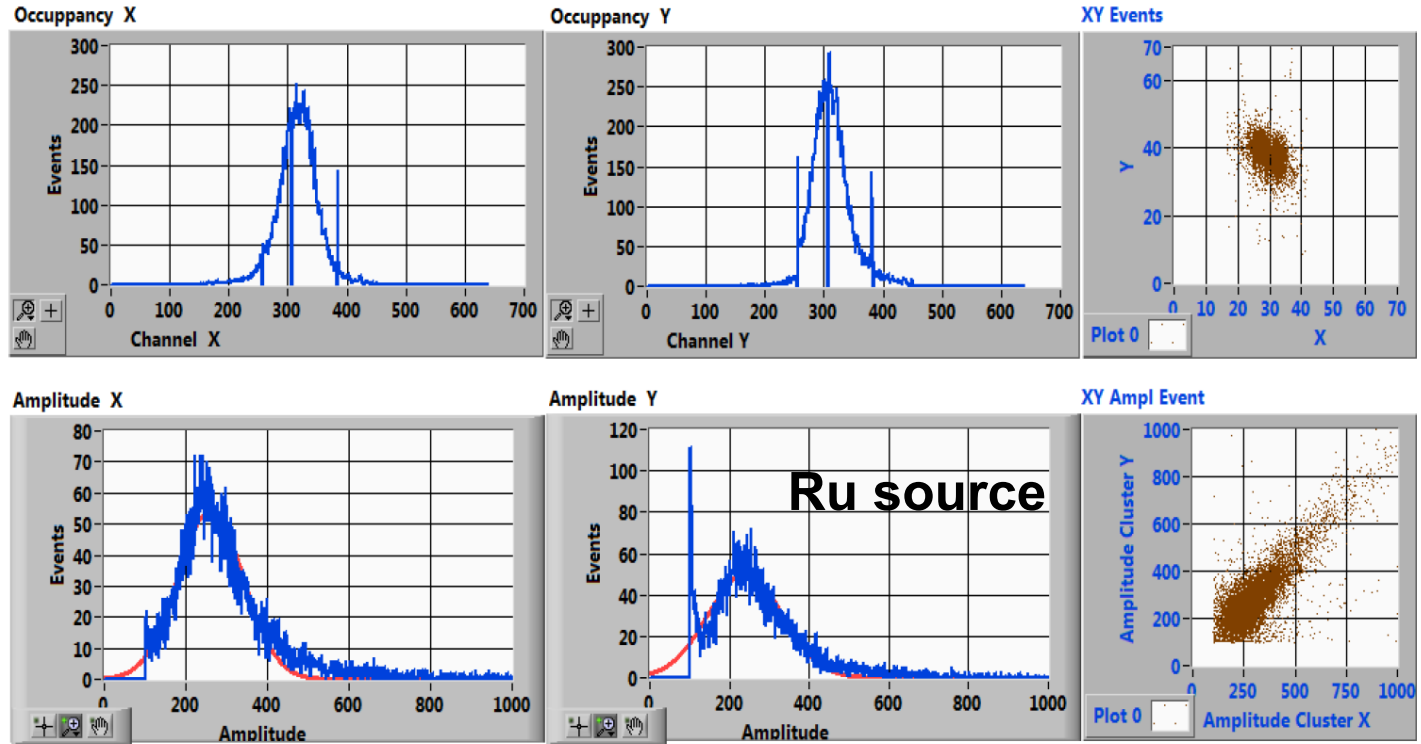 Occuppancy X
300
250
200
150
100
50
0
Events
0 100 200 300 400 500 600 700
Channel X
Occuppancy Y
300
250
200
150
100
50
0
Events
0 100 200 300 400 500 600 700
Channel Y
XY Events
70
60
40
20
0
Y
0 10 20 30 40 50 60 70
X
Plot 0
Amplitude X
80
70
60
50
40
30
20
10
0
Events
0 200 400 600 800 1000
Amplitude
Amplitude Y
120
100
80
60
40
20
0
Events
Ru source
0 200 400 600 800 1000
Amplitude
XY Ampl Event
1000
800
600
400
200
0
Amplitude Cluster Y
0 250 500 750 1000
Plot 0
Amplitude Cluster X